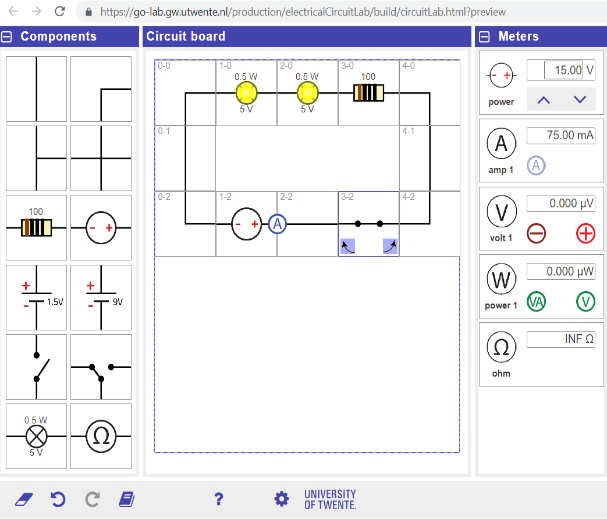 https://go-lab.gw.utwente.nl/production/electricalCircuitLab/build/circuitLab.html?preview
Components
Circuit board
Meters
0-0 1-0 2-0 3-0 4-0
0.5 W 0.5 W 100
5 V 5 V
0-1 4-1
0-2 1-2 2-2 3-2 4-2
- + A
100
- +
+ - 1.5V
+ - 9V
0.5 W
5 V
Ω
- +
power
15.00 V
A
amp 1
75.00 mA
A
V
volt 1
0.000 µV
W
power 1
0.000 µW
VA V
Ω
ohm
INF Ω
?
UNIVERSITY
OF TWENTE.